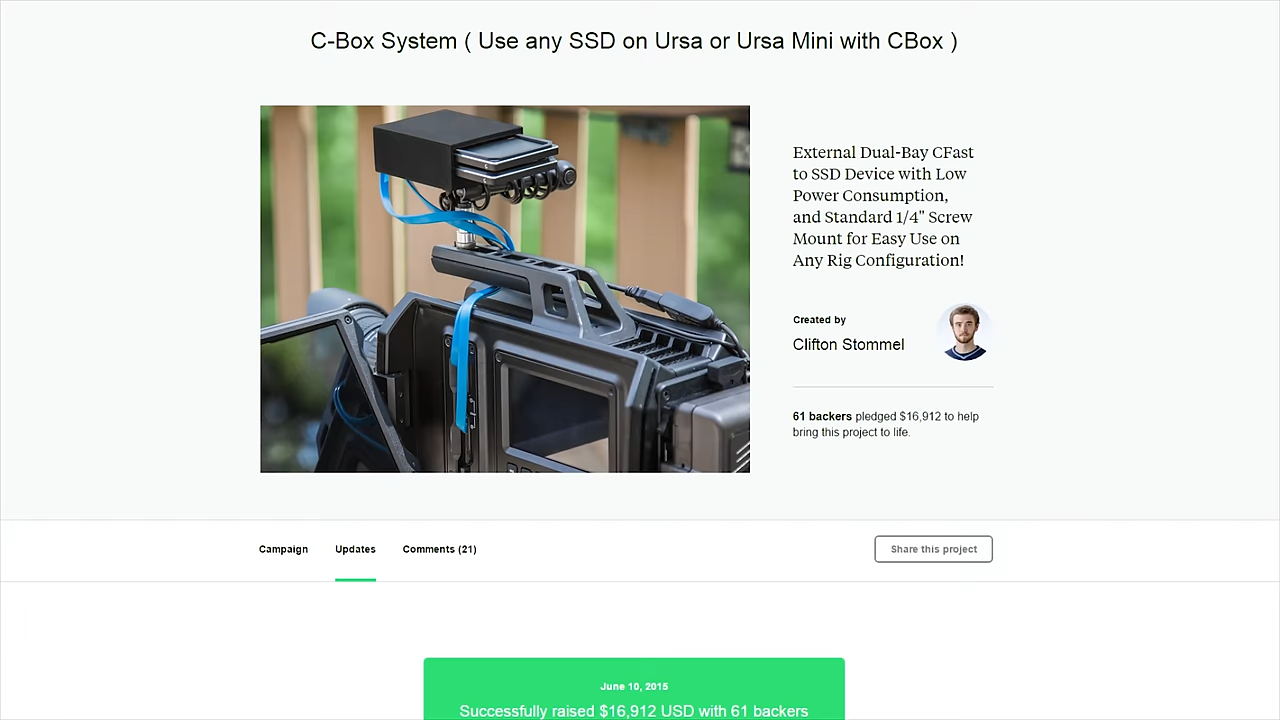 C-Box System ( Use any SSD on Ursa or Ursa Mini with CBox )
External Dual-Bay CFast
to SSD Device with Low
Power Consumption,
and Standard 1/4" Screw
Mount for Easy Use on
Any Rig Configuration!
Created by
Clifton Stommel
61 backers pledged $16,912 to help
bring this project to life.
Campaign
Updates
Comments (21)
Share this project
June 10, 2015
Successfully raised $16,912 USD with 61 backers